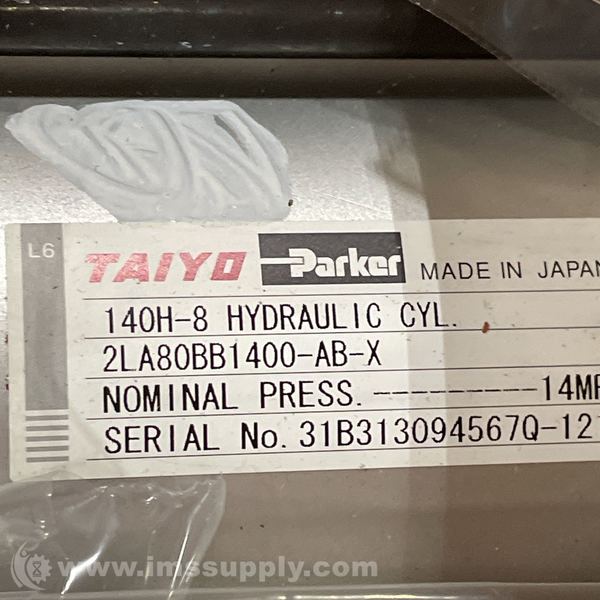 L6
TAIYO Parker MADE IN JAPAN
140H-8 HYDRAULIC CYL.
2LA80BB1400-AB-X
NOMINAL PRESS.---------14MP
SERIAL No. 31B313094567Q-12
www.imssupply.com